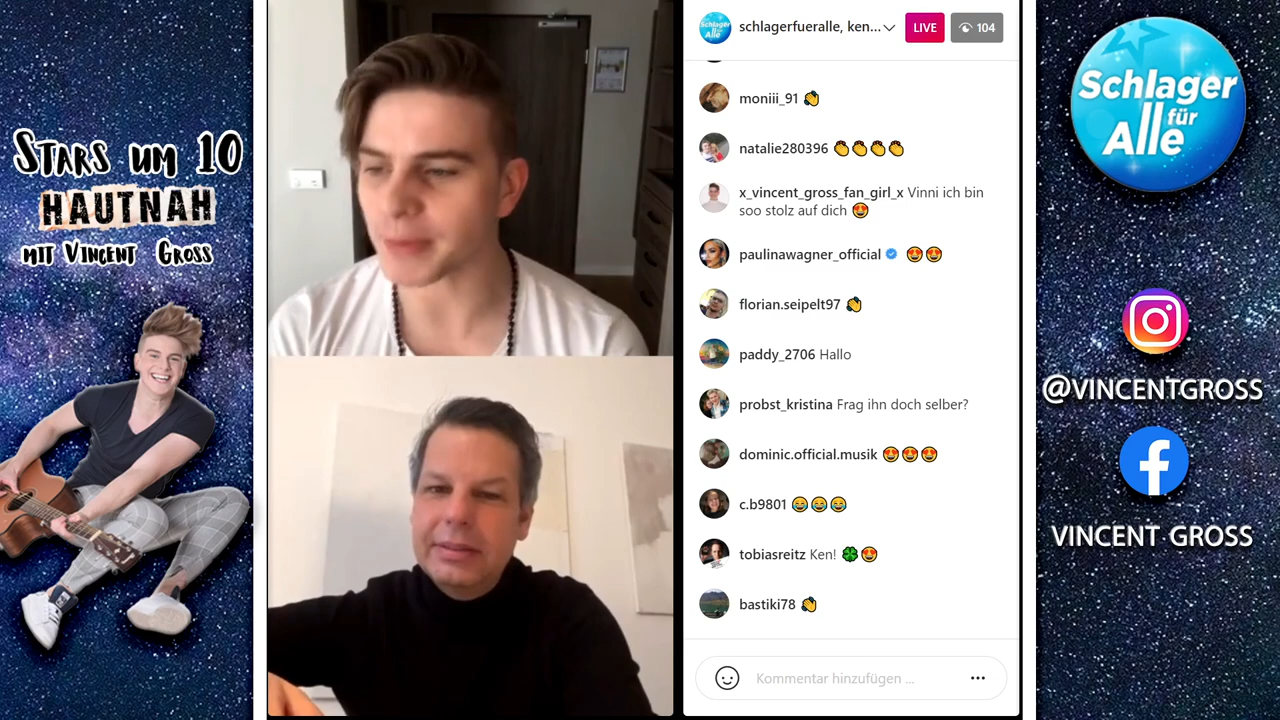 Stars um 10
HAUTNAH
mit Vincent Gross
schlagerfueralle, ken...
LIVE
104
moniii_91 👏
natalie280396 👏👏👏👏
x_vincent_gross_fan_girl_x Vinni ich bin
soo stolz auf dich 😍
paulinawagner_official 😍😍
florian.seipelt97 👏
paddy_2706 Hallo
probst_kristina Frag ihn doch selber?
dominic.official.musik 😍😍😍
c.b9801 😂😂😂
tobiasreitz Ken! 🍀😍
bastiki78 👏
Kommentar hinzufügen ...
Schlager
für
Alle
@VINCENTGROSS
VINCENT GROSS